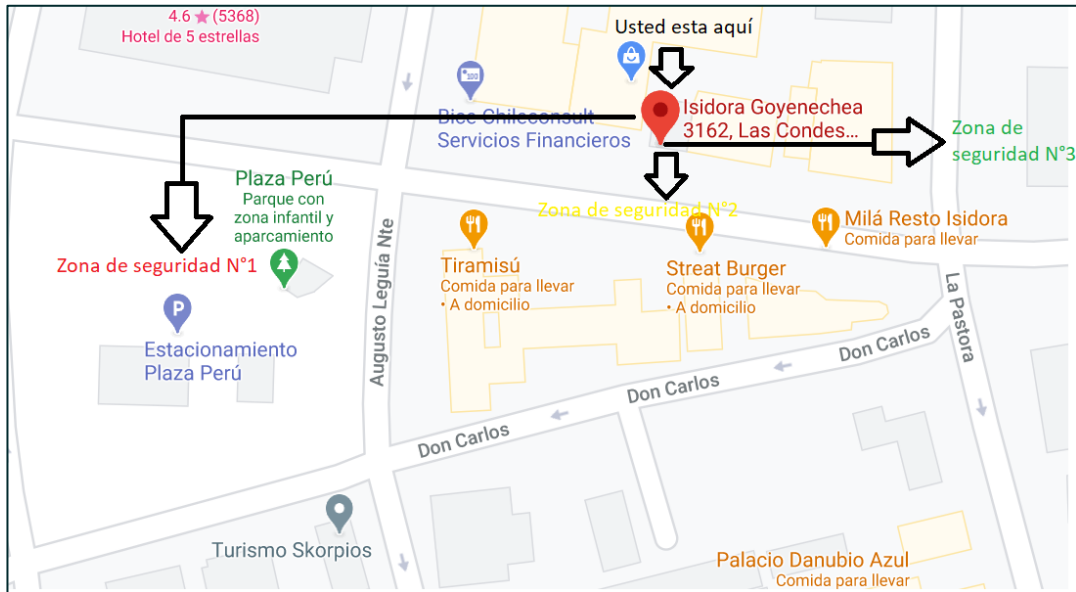 4.6 ★ (5368)
Hotel de 5 estrellas
Usted esta aquí
Bice Chileconsult
Servicios Financieros
Isidora Goyenechea
3162, Las Condes...
Zona de
seguridad N°3
Plaza Perú
Parque con
zona infantil y
aparcamiento
Zona de seguridad N°2
Milá Resto Isidora
Comida para llevar
Zona de seguridad N°1
Tiramisú
Comida para llevar
• A domicilio
Streat Burger
Comida para llevar
• A domicilio
P
Estacionamiento
Plaza Perú
Augusto Leguía Nte
La Pastora
Don Carlos
Don Carlos
Don Carlos
Turismo Skorpios
Palacio Danubio Azul
Comida para llevar